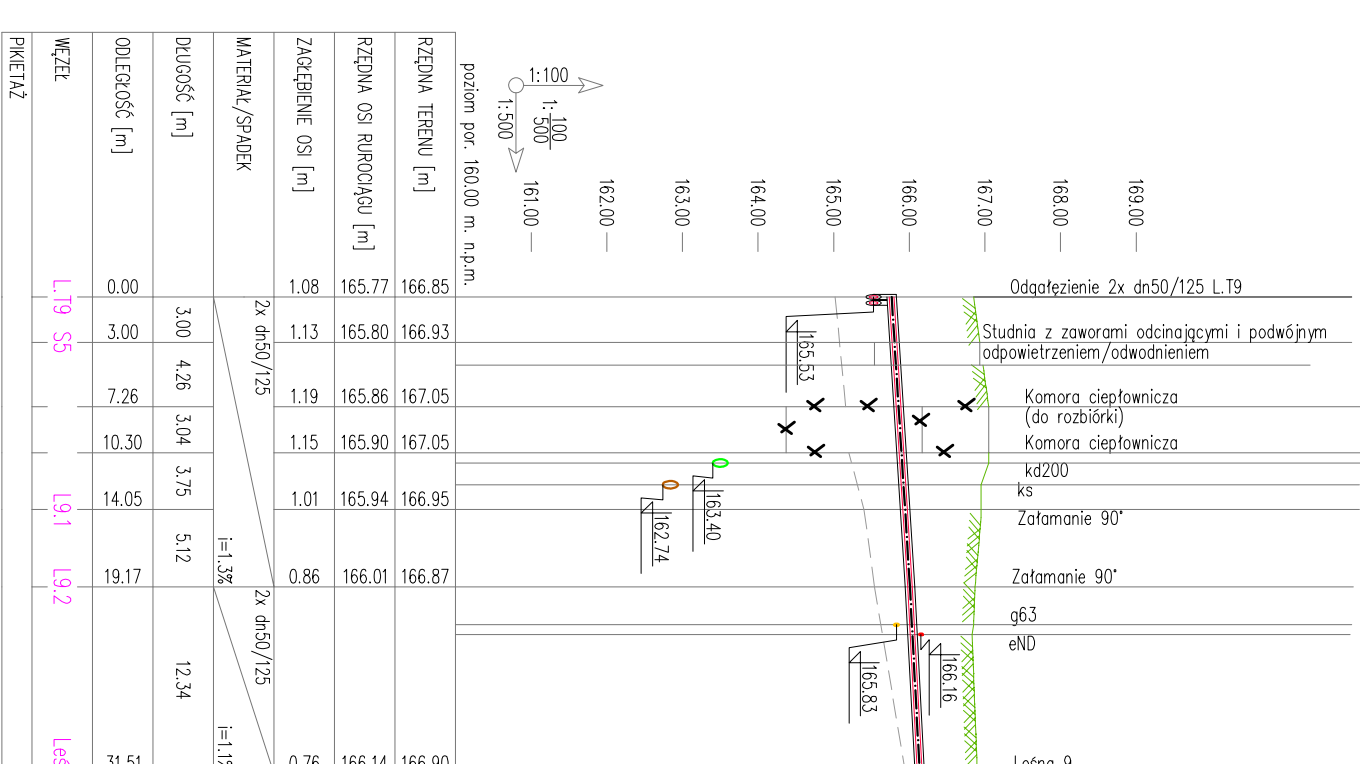 PIKIETAŻ
WĘZEŁ
ODLEGŁOŚĆ [m]
DŁUGOŚĆ [m]
MATERIAŁ/SPADEK
ZAGŁĘBIENIE OSI [m]
RZĘDNA OSI RUROCIĄGU [m]
RZĘDNA TERENU [m]
poziom por. 160.00 m. n.p.m.
1:100
1:500
1: 100
500
161.00
162.00
163.00
164.00
165.00
166.00
167.00
168.00
169.00
L.T9
S5
L9.1
L9.2
0.00
3.00
7.26
10.30
14.05
19.17
31.51
3.00
4.26
3.04
3.75
5.12
12.34
2x dn50/125
i=1.3%
2x dn50/125
1.08
1.13
1.19
1.15
1.01
0.86
0.76
165.77
165.80
165.86
165.90
165.94
166.01
166.14
166.85
166.93
167.05
167.05
166.95
166.87
166.90
165.53
163.40
162.74
166.16
165.83
Odgałęzienie 2x dn50/125 L.T9
Studnia z zaworami odcinającymi i podwójnym
odpowietrzeniem/odwodnieniem
Komora ciepłownicza
(do rozbiórki)
Komora ciepłownicza
kd200
ks
Załamanie 90°
Załamanie 90°
g63
eND
Leśna 9